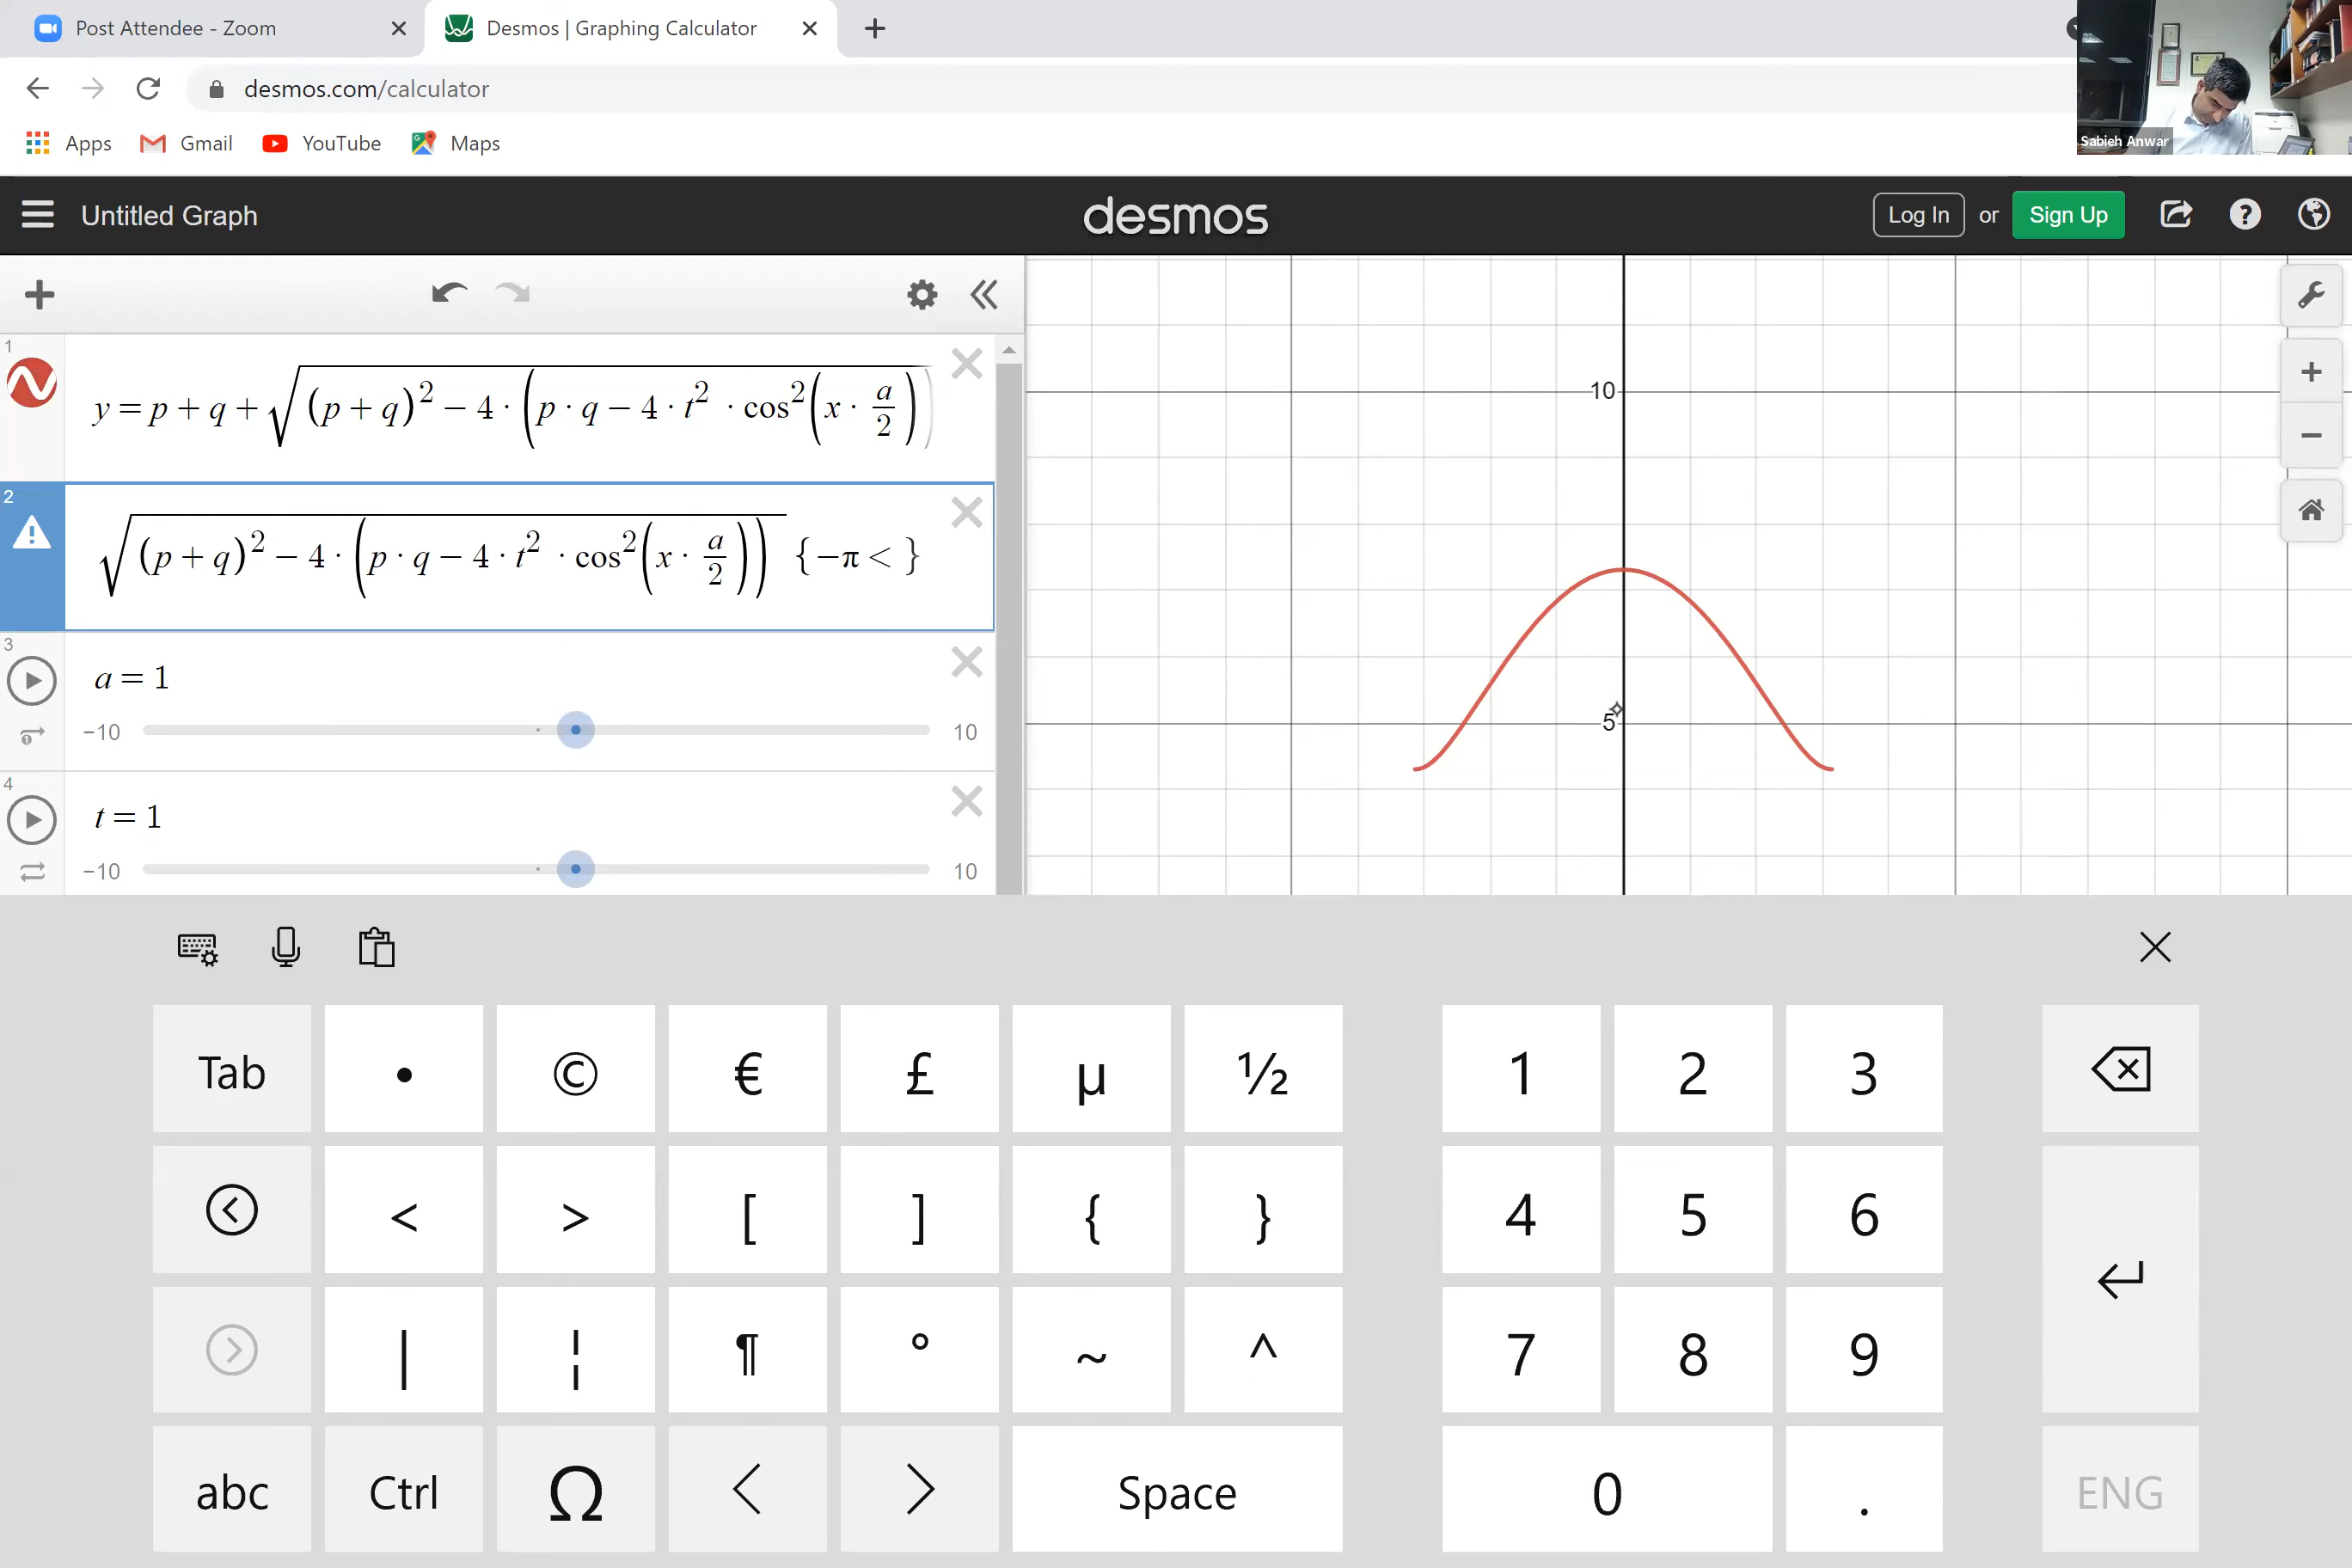 Post Attendee - Zoom
Desmos | Graphing Calculator
desmos.com/calculator
Apps Gmail YouTube Maps
Sabieh Anwar
Untitled Graph
desmos
Log In or Sign Up
1
y = p + q + √((p + q)² − 4 · (p · q − 4 · t² · cos²(x · a/2))
2
√((p + q)² − 4 · (p · q − 4 · t² · cos²(x · a/2))) {−π < }
3
a = 1
−10 10
4
t = 1
−10 10
10
5
Tab • © € £ µ ½ 1 2 3
< > [ ] { } 4 5 6
| ¦ ¶ ° ~ ^ 7 8 9
abc Ctrl Ω < > Space 0 . ENG